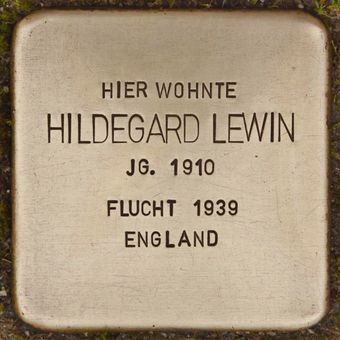 HIER WOHNTE
HILDEGARD LEWIN
JG. 1910
FLUCHT 1939
ENGLAND